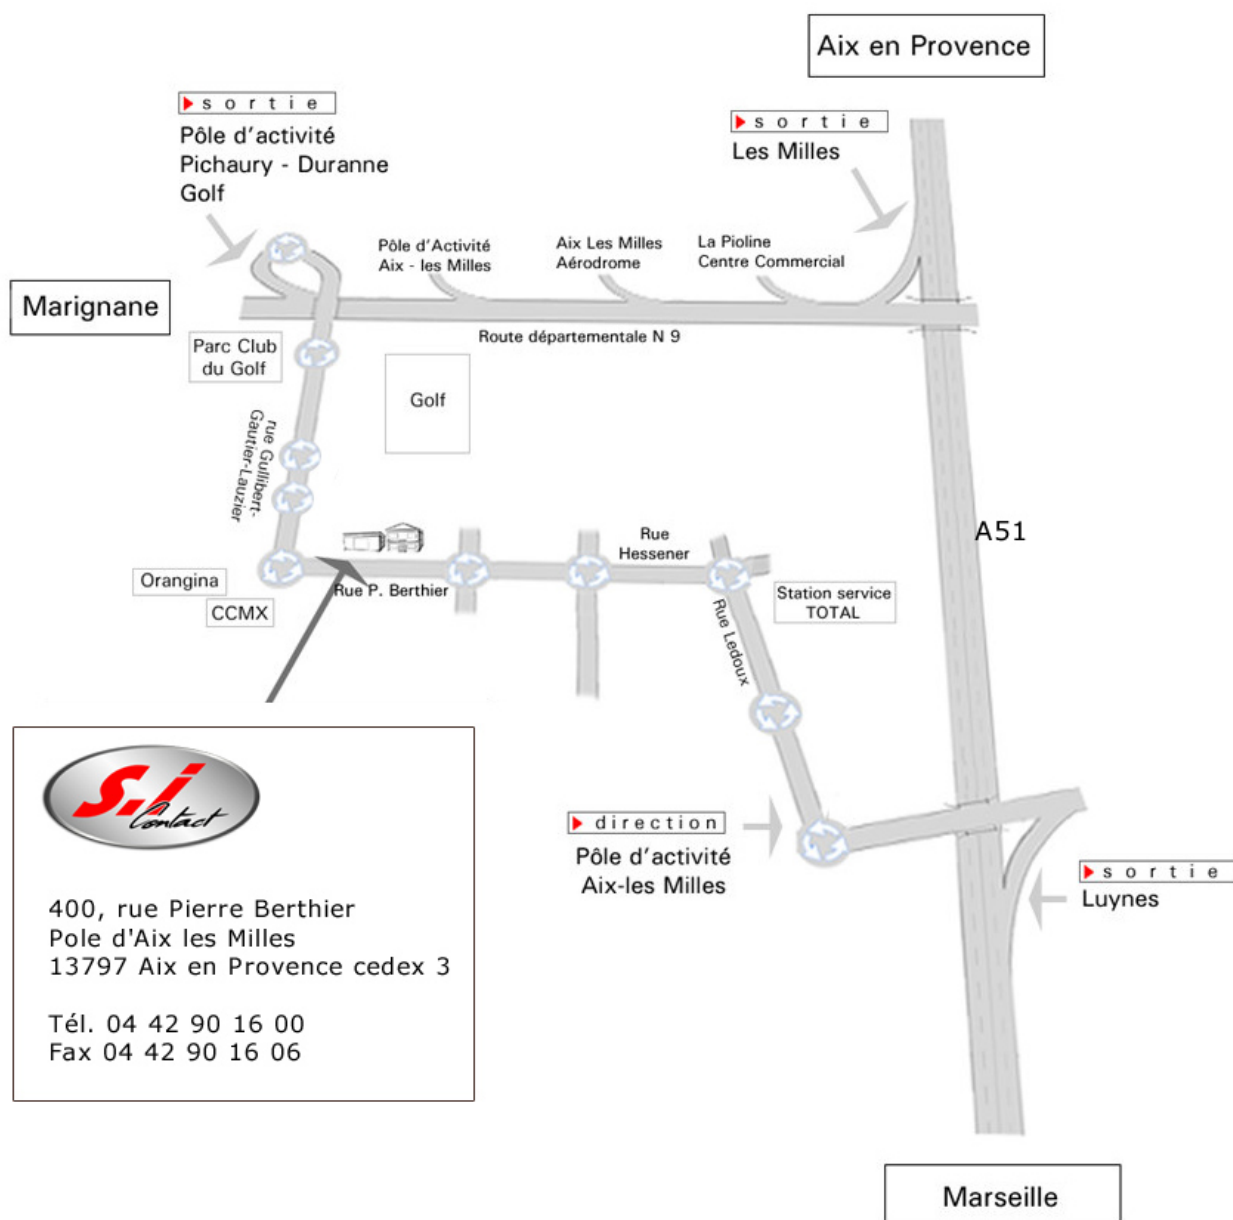 Aix en Provence
sortie
Pôle d'activité
Pichaury - Duranne
Golf
sortie
Les Milles
Pôle d'Activité
Aix - les Milles
Aix Les Milles
Aérodrome
La Pioline
Centre Commercial
Marignane
Route départementale N 9
Parc Club
du Golf
Golf
rue Gullibert-
Gautier-Lauzier
A51
Rue
Hessener
Orangina
CCMX
Rue P. Berthier
Station service
TOTAL
Rue Ledoux
direction
Pôle d'activité
Aix-les Milles
sortie
Luynes
S.i
Contact
400, rue Pierre Berthier
Pole d'Aix les Milles
13797 Aix en Provence cedex 3
Tél. 04 42 90 16 00
Fax 04 42 90 16 06
Marseille